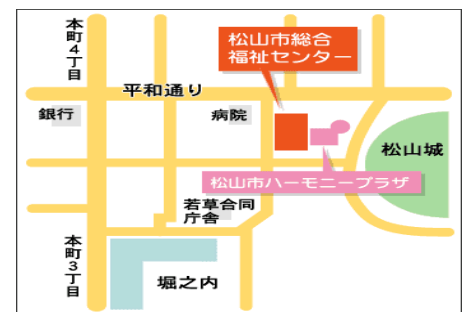 本町4丁目
松山市総合
福祉センター
平和通り
銀行
病院
松山城
松山市ハーモニープラザ
若草合同
庁舎
本町3丁目
堀之内